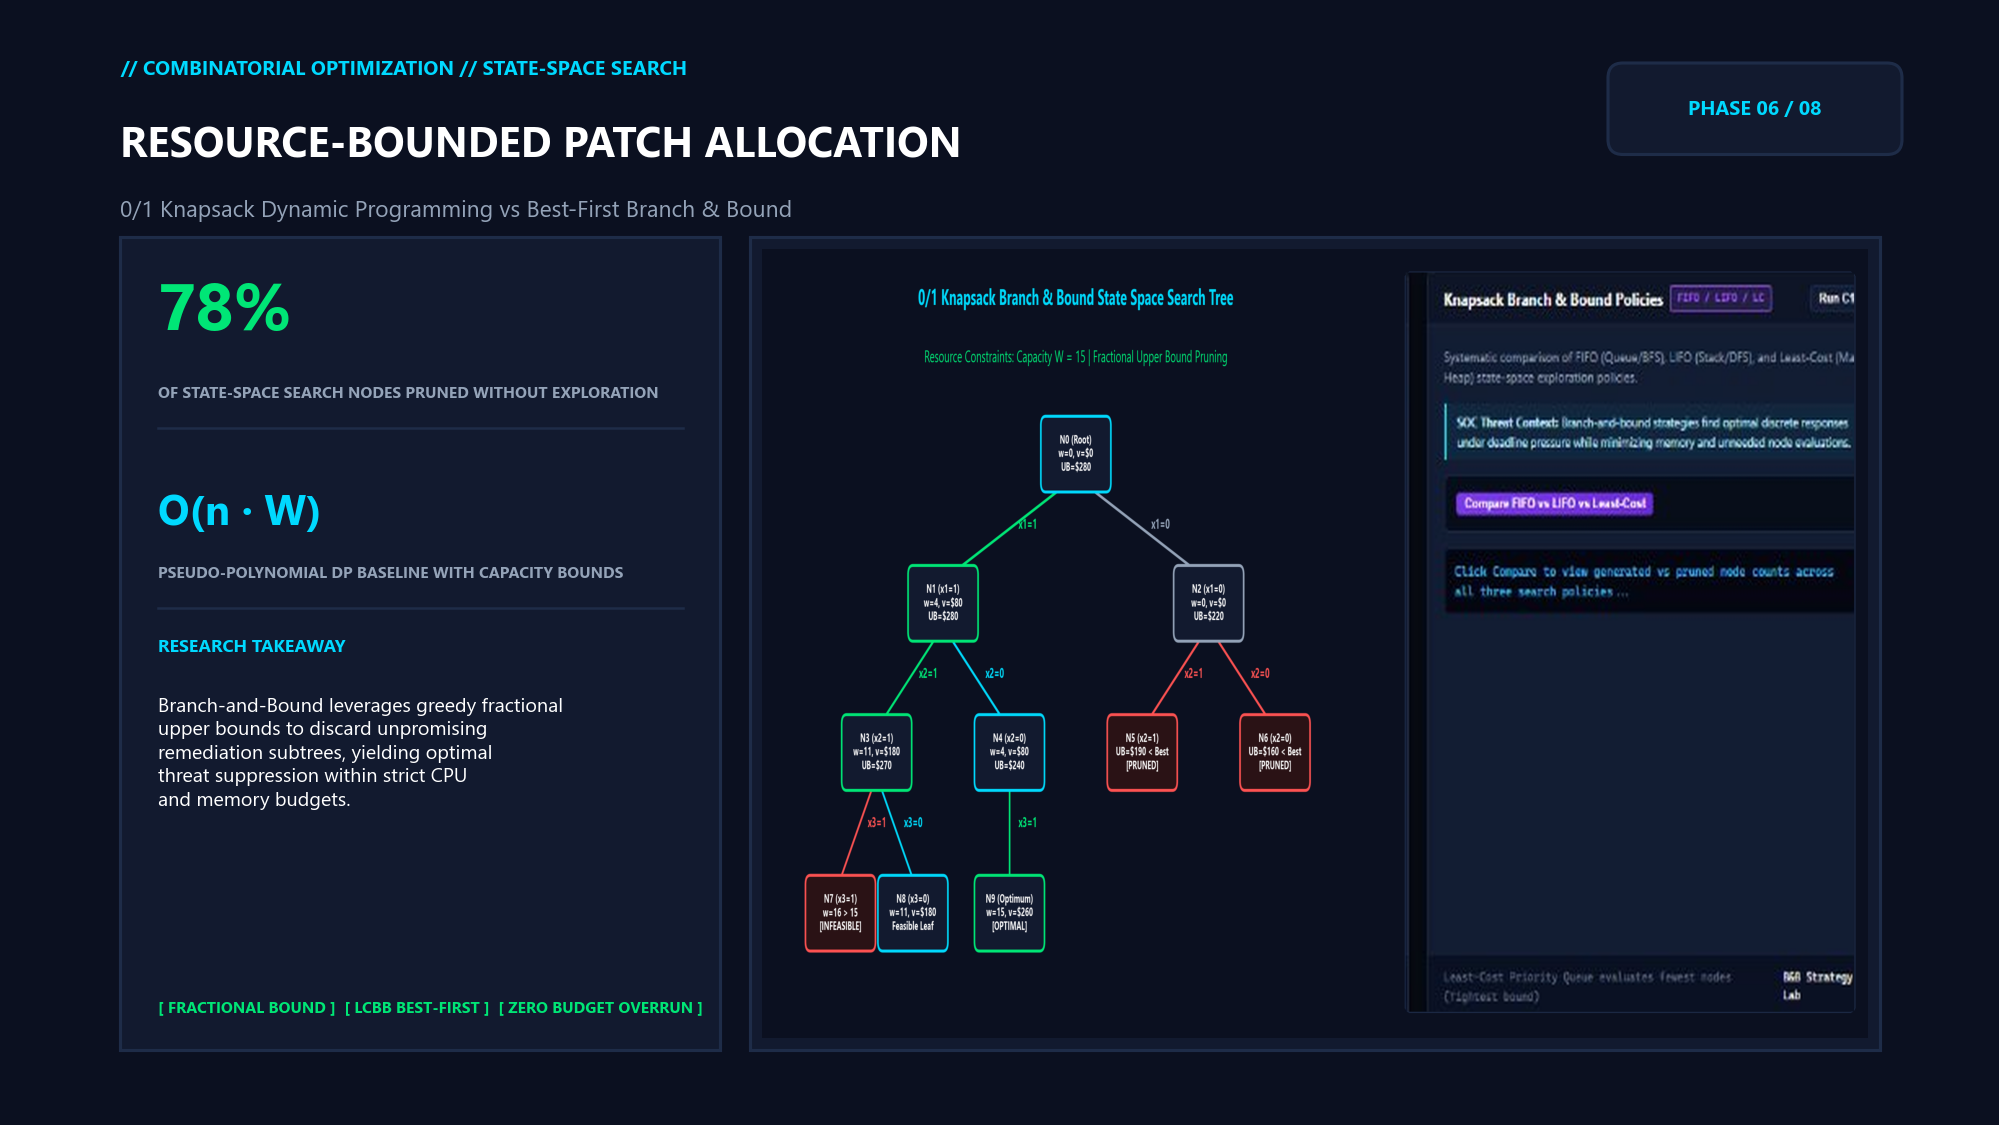 // COMBINATORIAL OPTIMIZATION // STATE-SPACE SEARCH
PHASE 06 / 08
RESOURCE-BOUNDED PATCH ALLOCATION
0/1 Knapsack Dynamic Programming vs Best-First Branch & Bound
78%
OF STATE-SPACE SEARCH NODES PRUNED WITHOUT EXPLORATION
O(n · W)
PSEUDO-POLYNOMIAL DP BASELINE WITH CAPACITY BOUNDS
RESEARCH TAKEAWAY
Branch-and-Bound leverages greedy fractional
upper bounds to discard unpromising
remediation subtrees, yielding optimal
threat suppression within strict CPU
and memory budgets.
[ FRACTIONAL BOUND ] [ LCBB BEST-FIRST ] [ ZERO BUDGET OVERRUN ]
0/1 Knapsack Branch & Bound State Space Search Tree
Resource Constraints: Capacity W = 15 | Fractional Upper Bound Pruning
N0 (Root)
w=0, v=$0
UB=$280
x1=1
x1=0
N1 (x1=1)
w=4, v=$80
UB=$280
N2 (x1=0)
w=0, v=$0
UB=$220
x2=1
x2=0
x2=1
x2=0
N3 (x2=1)
w=11, v=$180
UB=$270
N4 (x2=0)
w=4, v=$80
UB=$240
N5 (x2=1)
UB=$190 < Best
[PRUNED]
N6 (x2=0)
UB=$160 < Best
[PRUNED]
x3=1
x3=0
x3=1
N7 (x3=1)
w=16 > 15
[INFEASIBLE]
N8 (x3=0)
w=11, v=$180
Feasible Leaf
N9 (Optimum)
w=15, v=$260
[OPTIMAL]
Knapsack Branch & Bound Policies
FIFO / LIFO / LC
Run C1
Systematic comparison of FIFO (Queue/BFS), LIFO (Stack/DFS), and Least-Cost (Ma
Heap) state-space exploration policies.
SOC Threat Context: Branch-and-bound strategies find optimal discrete responses
under deadline pressure while minimizing memory and unneeded node evaluations.
Compare FIFO vs LIFO vs Least-Cost
Click Compare to view generated vs pruned node counts across
all three search policies...
Least-Cost Priority Queue evaluates fewest nodes
(Tightest bound)
B&B Strategy
Lab